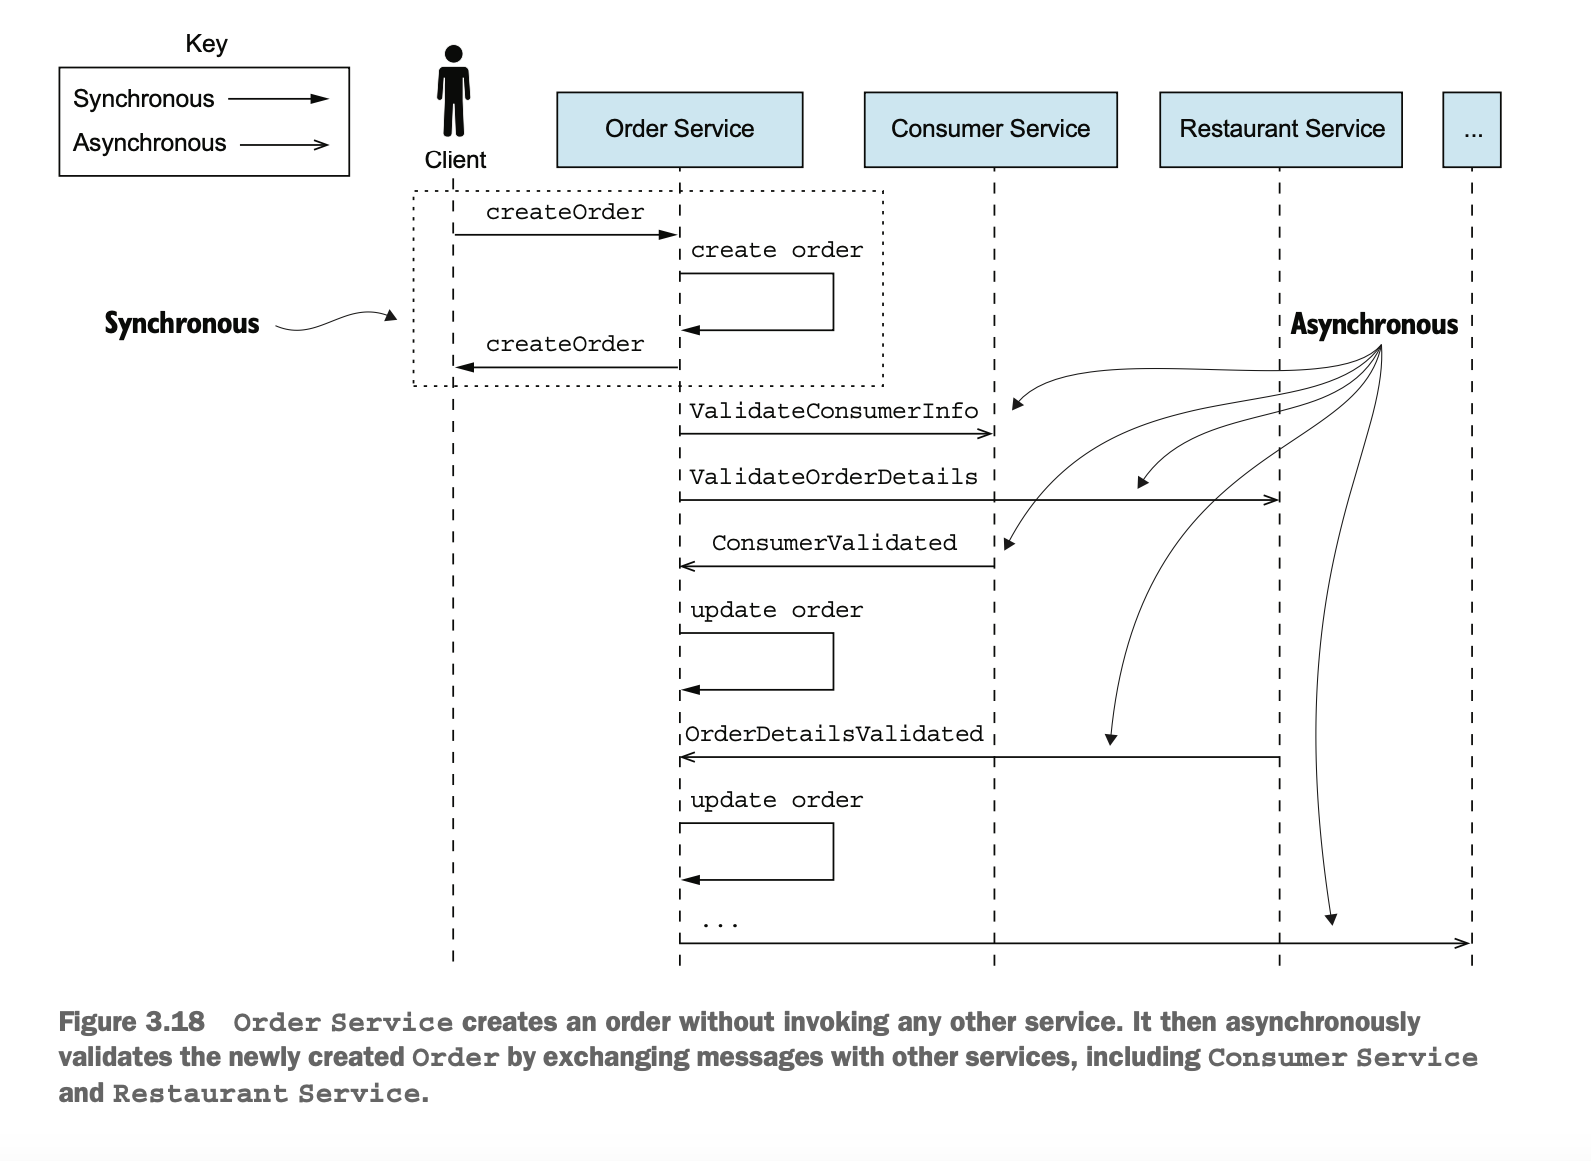 Key
Synchronous
Asynchronous
Client
Order Service
Consumer Service
Restaurant Service
...
createOrder
create order
Synchronous
Asynchronous
createOrder
ValidateConsumerInfo
ValidateOrderDetails
ConsumerValidated
update order
OrderDetailsValidated
update order
...
Figure 3.18 Order Service creates an order without invoking any other service. It then asynchronously
validates the newly created Order by exchanging messages with other services, including Consumer Service
and Restaurant Service.